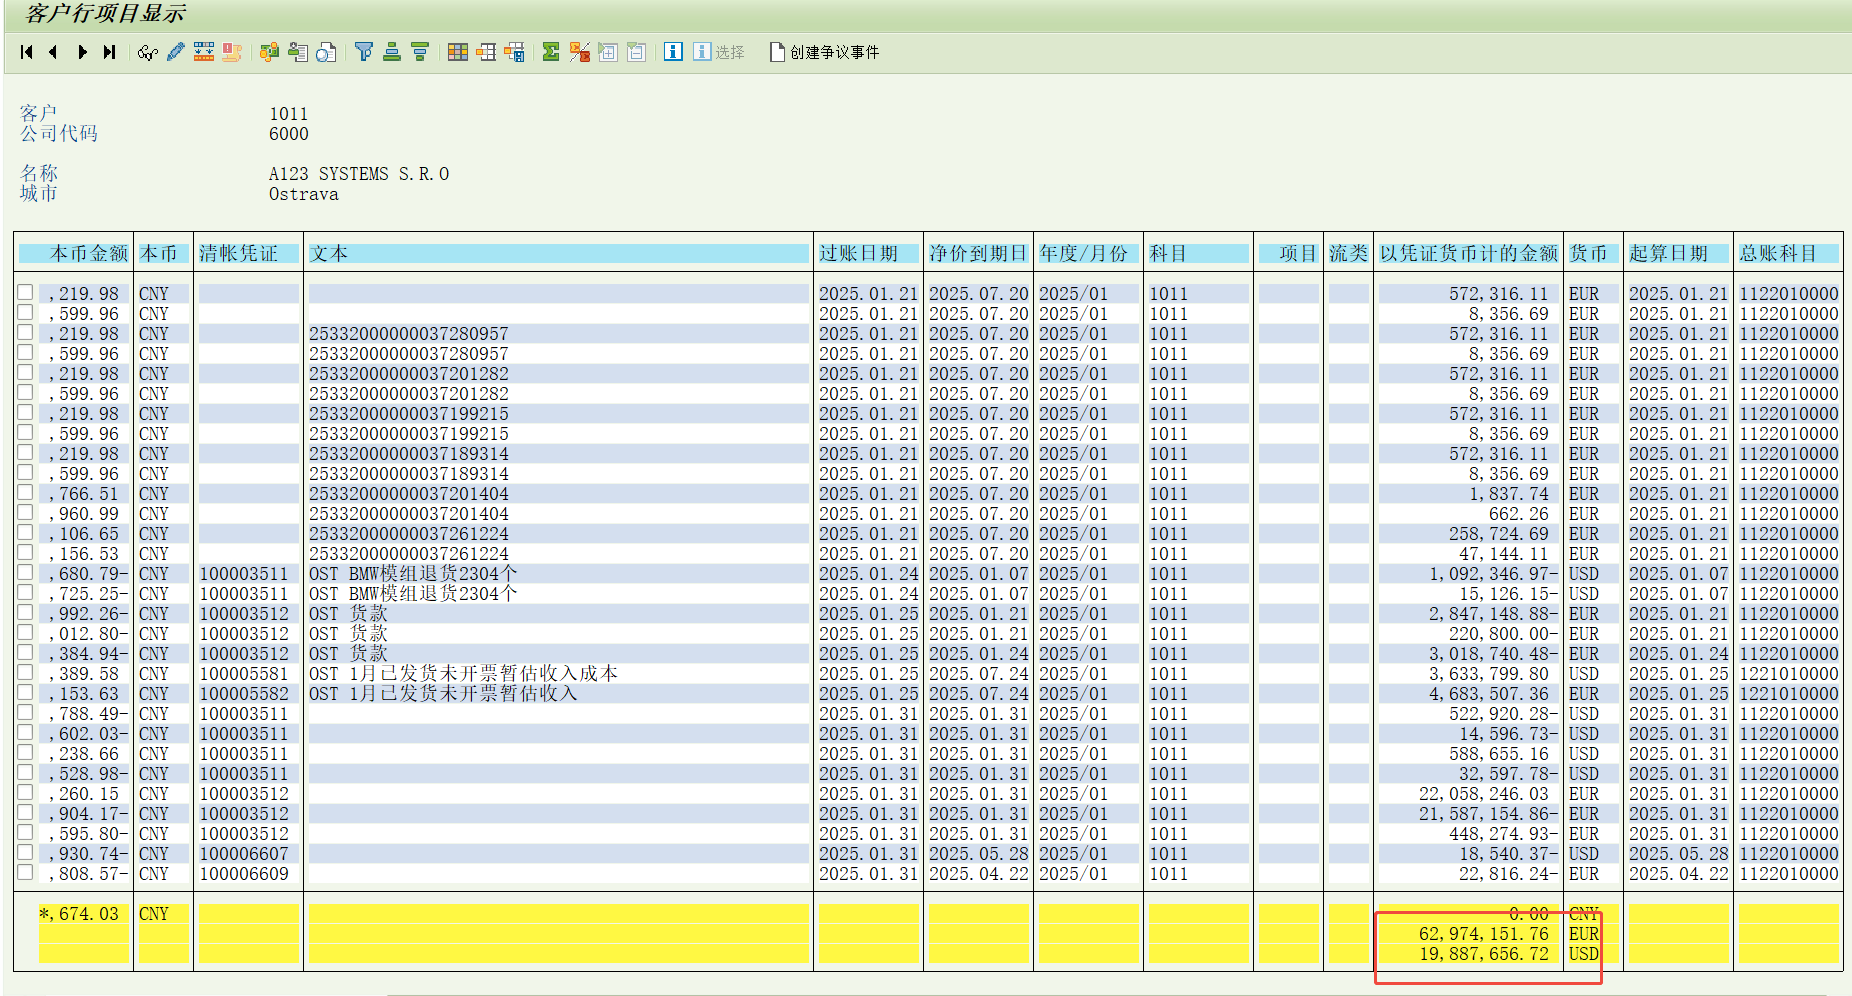 客户行项目显示
选择 创建争议事件
客户 1011
公司代码 6000
名称 A123 SYSTEMS S.R.O
城市 Ostrava
本币金额 本币 清帐凭证 文本 过账日期 净价到期日 年度/月份 科目 项目 流类 以凭证货币计的金额 货币 起算日期 总账科目
,219.98 CNY 2025.01.21 2025.07.20 2025/01 1011 572,316.11 EUR 2025.01.21 1122010000
,599.96 CNY 2025.01.21 2025.07.20 2025/01 1011 8,356.69 EUR 2025.01.21 1122010000
,219.98 CNY 25332000000037280957 2025.01.21 2025.07.20 2025/01 1011 572,316.11 EUR 2025.01.21 1122010000
,599.96 CNY 25332000000037280957 2025.01.21 2025.07.20 2025/01 1011 8,356.69 EUR 2025.01.21 1122010000
,219.98 CNY 25332000000037201282 2025.01.21 2025.07.20 2025/01 1011 572,316.11 EUR 2025.01.21 1122010000
,599.96 CNY 25332000000037201282 2025.01.21 2025.07.20 2025/01 1011 8,356.69 EUR 2025.01.21 1122010000
,219.98 CNY 25332000000037199215 2025.01.21 2025.07.20 2025/01 1011 572,316.11 EUR 2025.01.21 1122010000
,599.96 CNY 25332000000037199215 2025.01.21 2025.07.20 2025/01 1011 8,356.69 EUR 2025.01.21 1122010000
,219.98 CNY 25332000000037189314 2025.01.21 2025.07.20 2025/01 1011 572,316.11 EUR 2025.01.21 1122010000
,599.96 CNY 25332000000037189314 2025.01.21 2025.07.20 2025/01 1011 8,356.69 EUR 2025.01.21 1122010000
,766.51 CNY 25332000000037201404 2025.01.21 2025.07.20 2025/01 1011 1,837.74 EUR 2025.01.21 1122010000
,960.99 CNY 25332000000037201404 2025.01.21 2025.07.20 2025/01 1011 662.26 EUR 2025.01.21 1122010000
,106.65 CNY 25332000000037261224 2025.01.21 2025.07.20 2025/01 1011 258,724.69 EUR 2025.01.21 1122010000
,156.53 CNY 25332000000037261224 2025.01.21 2025.07.20 2025/01 1011 47,144.11 EUR 2025.01.21 1122010000
,680.79- CNY 100003511 OST BMW模组退货2304个 2025.01.24 2025.01.07 2025/01 1011 1,092,346.97- USD 2025.01.07 1122010000
,725.25- CNY 100003511 OST BMW模组退货2304个 2025.01.24 2025.01.07 2025/01 1011 15,126.15- USD 2025.01.07 1122010000
,992.26- CNY 100003512 OST 货款 2025.01.25 2025.01.21 2025/01 1011 2,847,148.88- EUR 2025.01.21 1122010000
,012.80- CNY 100003512 OST 货款 2025.01.25 2025.01.21 2025/01 1011 220,800.00- EUR 2025.01.21 1122010000
,384.94- CNY 100003512 OST 货款 2025.01.25 2025.01.24 2025/01 1011 3,018,740.48- EUR 2025.01.24 1122010000
,389.58 CNY 100005581 OST 1月已发货未开票暂估收入成本 2025.01.25 2025.07.24 2025/01 1011 3,633,799.80 USD 2025.01.25 1221010000
,153.63 CNY 100005582 OST 1月已发货未开票暂估收入 2025.01.25 2025.07.24 2025/01 1011 4,683,507.36 EUR 2025.01.25 1221010000
,788.49- CNY 100003511 2025.01.31 2025.01.31 2025/01 1011 522,920.28- USD 2025.01.31 1122010000
,602.03- CNY 100003511 2025.01.31 2025.01.31 2025/01 1011 14,596.73- USD 2025.01.31 1122010000
,238.66 CNY 100003511 2025.01.31 2025.01.31 2025/01 1011 588,655.16 USD 2025.01.31 1122010000
,528.98- CNY 100003511 2025.01.31 2025.01.31 2025/01 1011 32,597.78- USD 2025.01.31 1122010000
,260.15 CNY 100003512 2025.01.31 2025.01.31 2025/01 1011 22,058,246.03 EUR 2025.01.31 1122010000
,904.17- CNY 100003512 2025.01.31 2025.01.31 2025/01 1011 21,587,154.86- EUR 2025.01.31 1122010000
,595.80- CNY 100003512 2025.01.31 2025.01.31 2025/01 1011 448,274.93- EUR 2025.01.31 1122010000
,930.74- CNY 100006607 2025.01.31 2025.05.28 2025/01 1011 18,540.37- USD 2025.05.28 1122010000
,808.57- CNY 100006609 2025.01.31 2025.04.22 2025/01 1011 22,816.24- EUR 2025.04.22 1122010000
*,674.03 CNY 0.00 CNY
62,974,151.76 EUR
19,887,656.72 USD